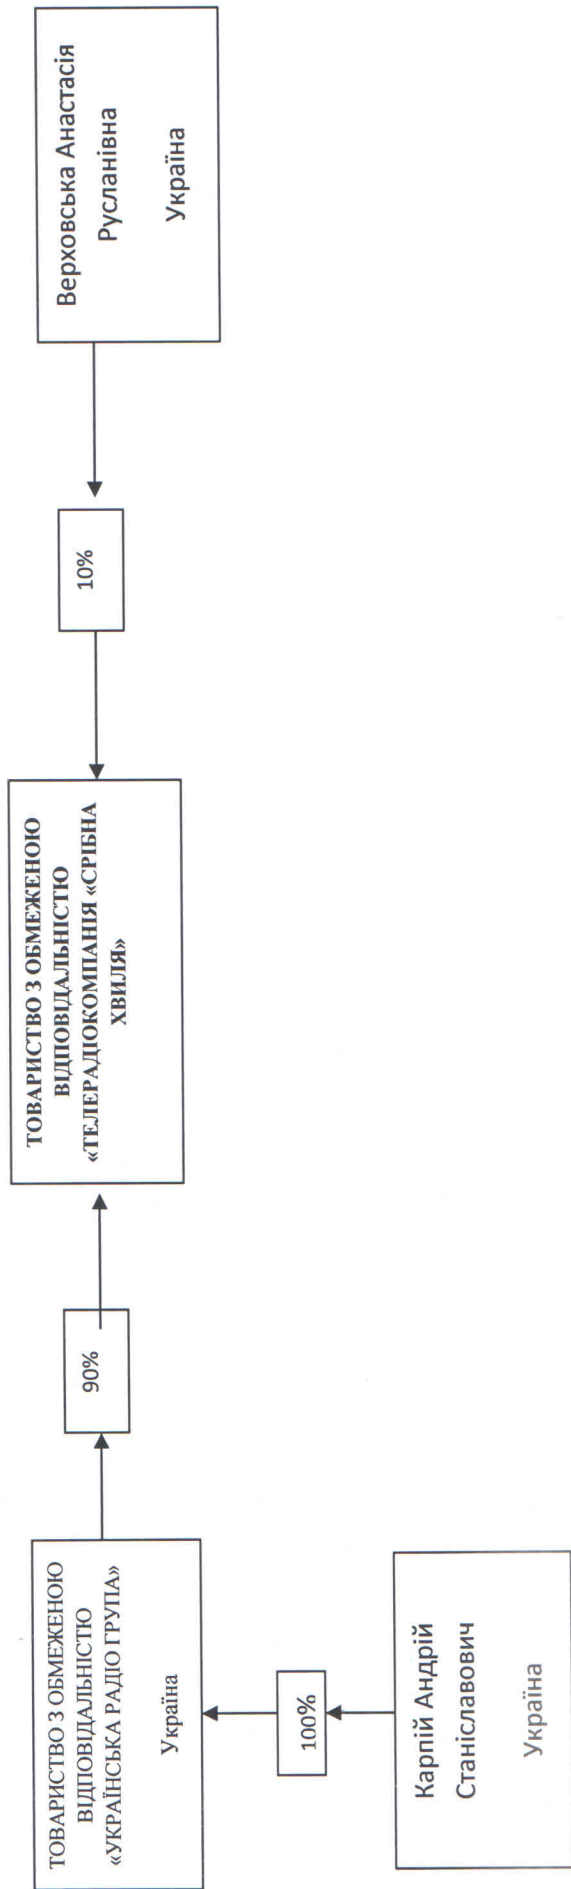 ТОВАРИСТВО З ОБМЕЖЕНОЮ
ВІДПОВІДАЛЬНІСТЮ
«УКРАЇНСЬКА РАДІО ГРУПА»
Україна
90%
ТОВАРИСТВО З ОБМЕЖЕНОЮ
ВІДПОВІДАЛЬНІСТЮ
«ТЕЛЕРАДІОКОМПАНІЯ «СРІБНА
ХВИЛЯ»
10%
Верховська Анастасія
Русланівна
Україна
100%
Карпій Андрій
Станіславович
Україна